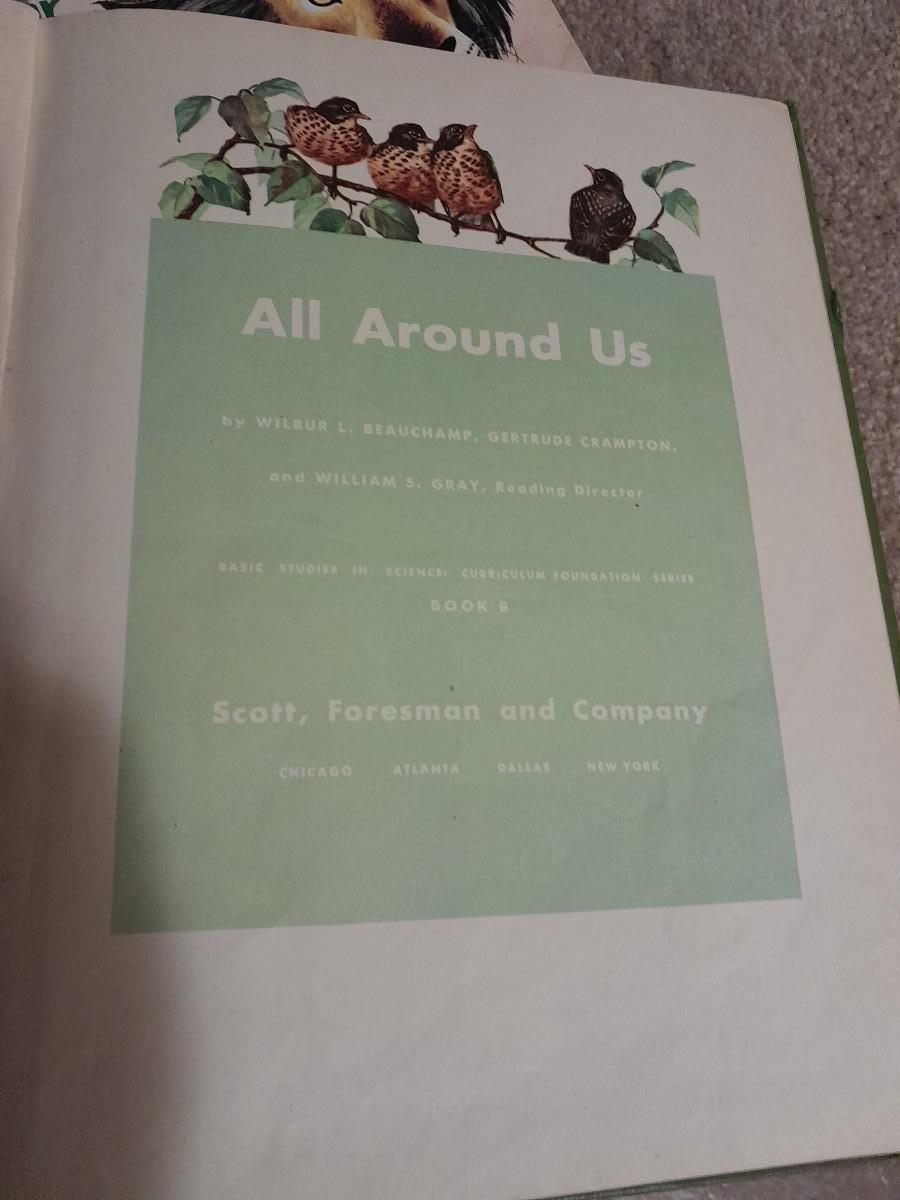 All Around Us
by WILBUR L. BEAUCHAMP, GERTRUDE CRAMPTON,
and WILLIAM S. GRAY, Reading Director
BASIC STUDIES IN SCIENCE: CURRICULUM FOUNDATION SERIES
BOOK B
Scott, Foresman and Company
CHICAGO ATLANTA DALLAS NEW YORK